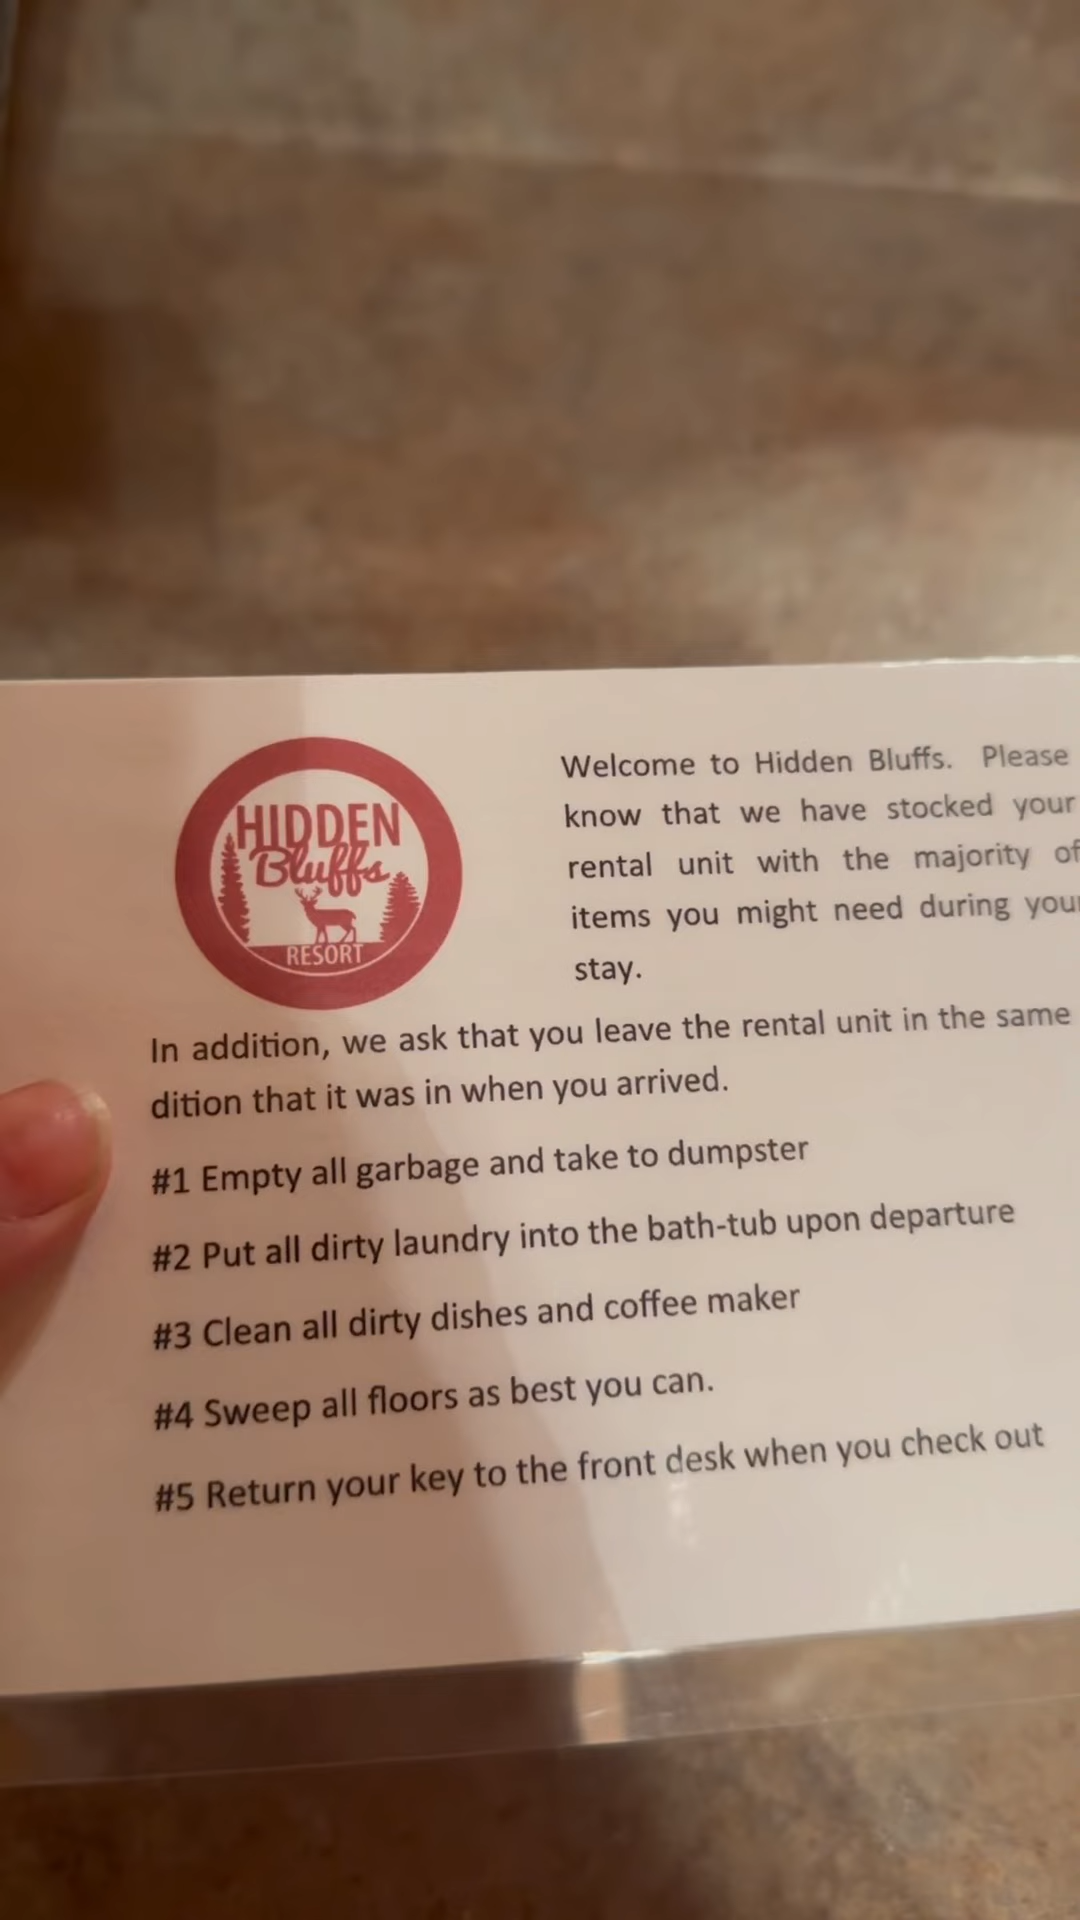 HIDDEN
Bluffs
RESORT
Welcome to Hidden Bluffs. Please
know that we have stocked your
rental unit with the majority of
items you might need during
stay.
In addition, we ask that you leave the rental unit in the same
dition that it was in when you arrived.
#1 Empty all garbage and take to dumpster
#2 Put all dirty laundry into the bath-tub upon departure
#3 Clean all dirty dishes and coffee maker
#4 Sweep all floors as best you can.
#5 Return your key to the front desk when you check out